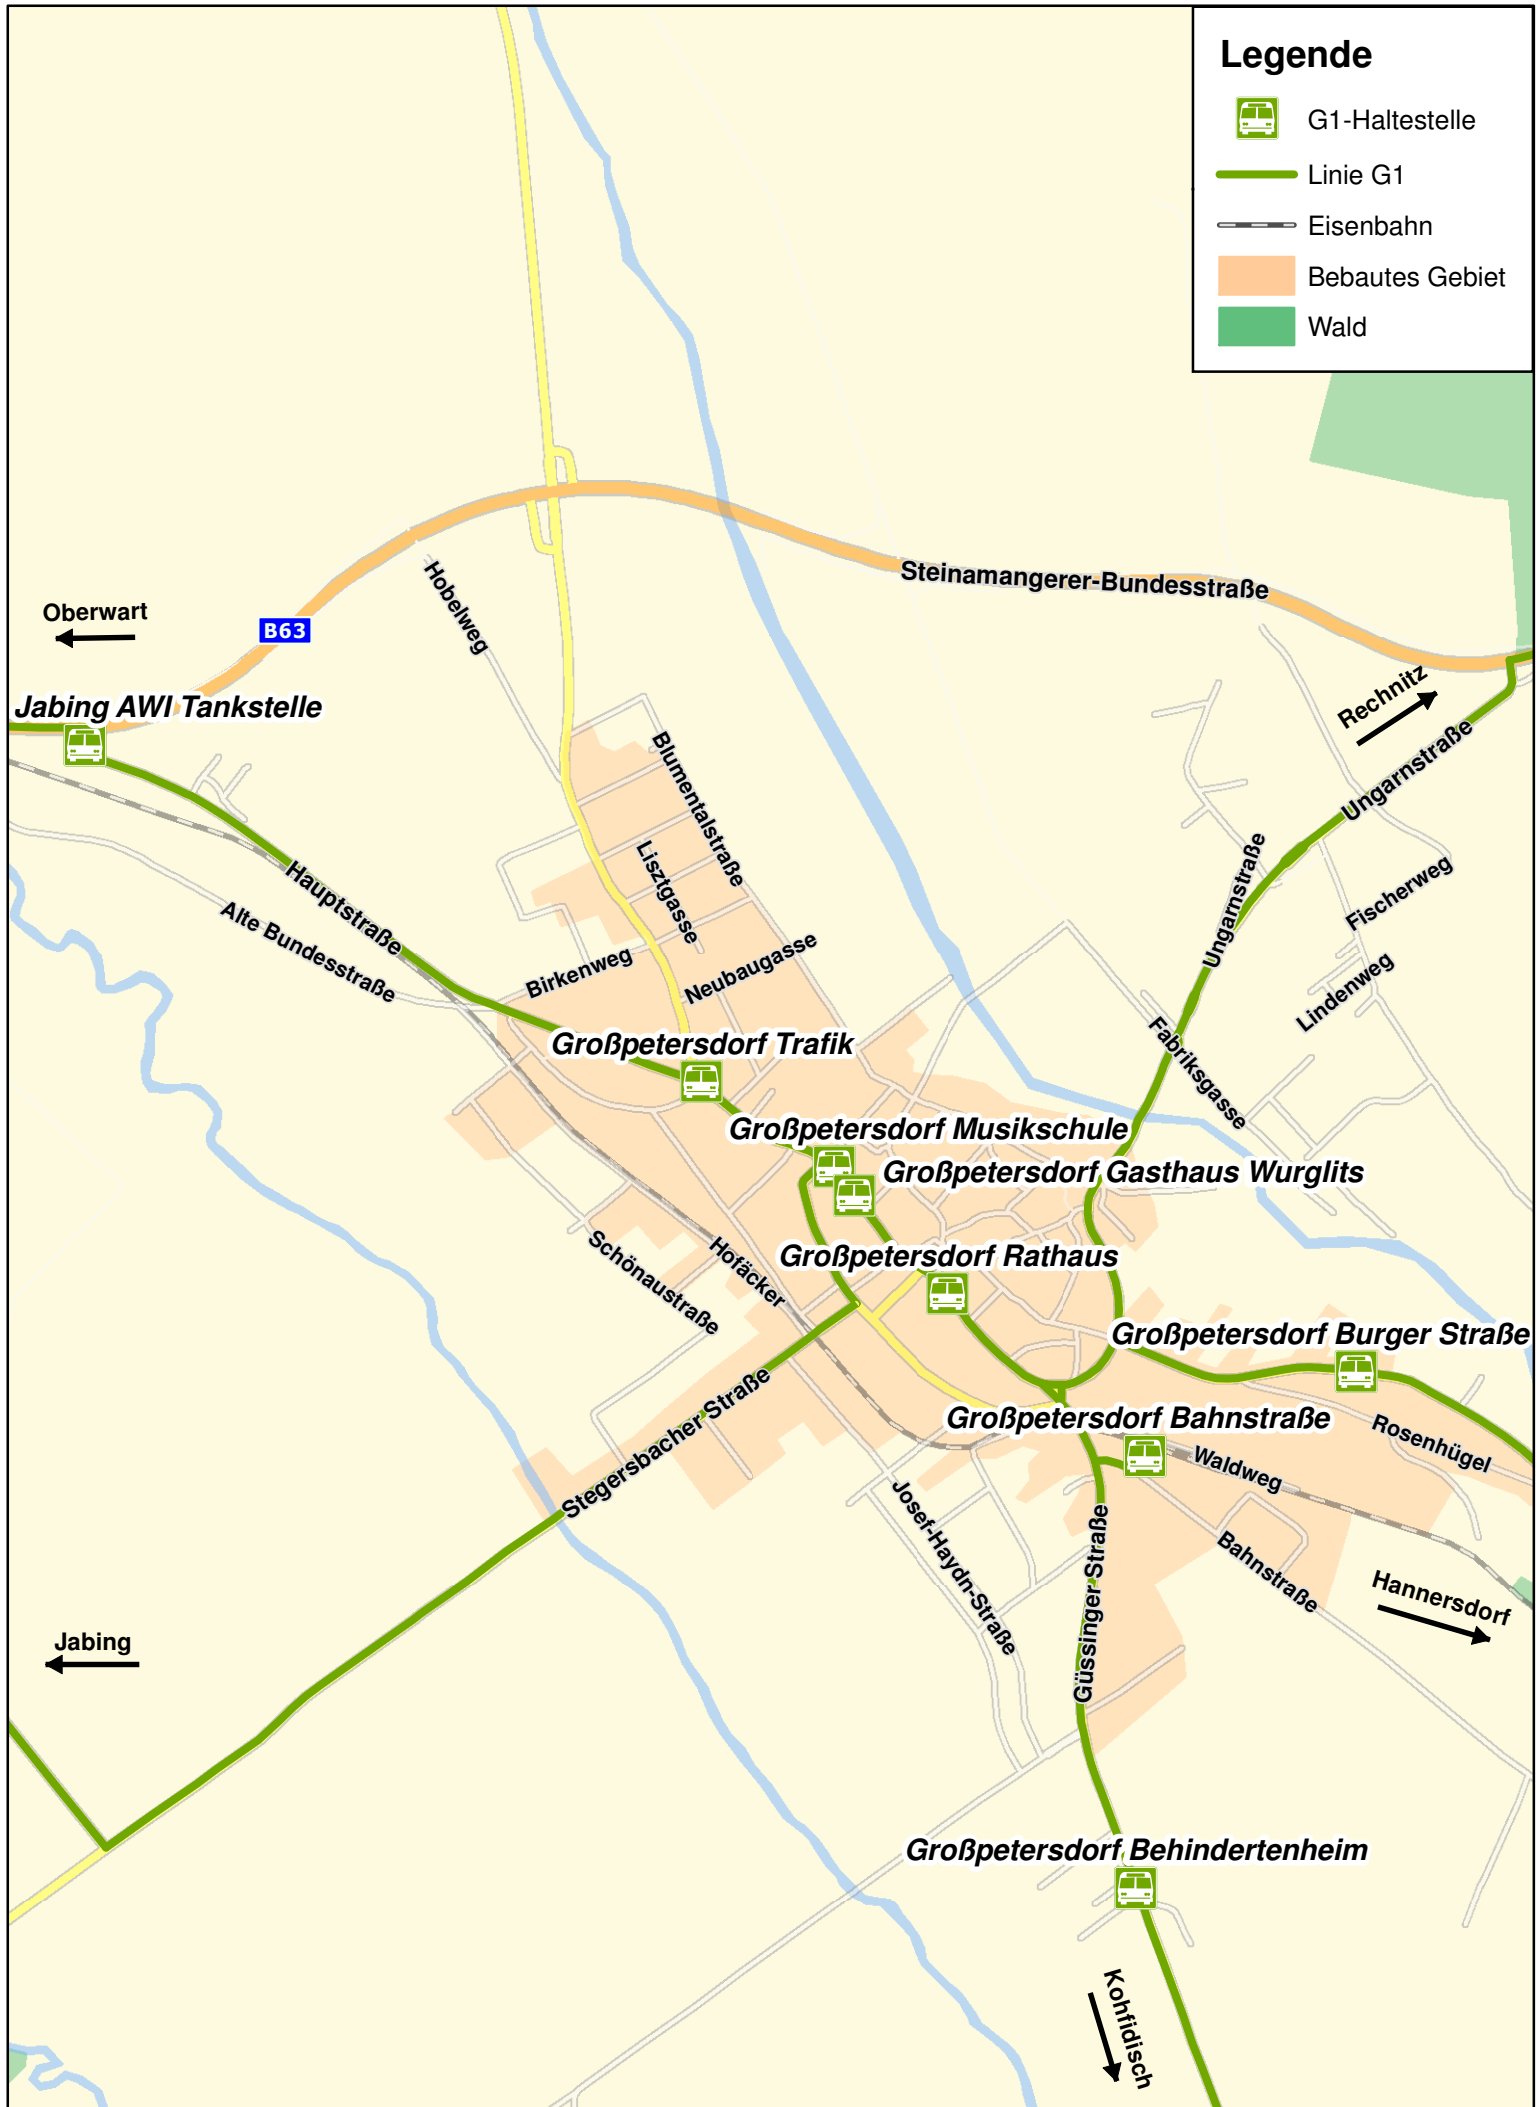 Legende
G1-Haltestelle
Linie G1
Eisenbahn
Bebautes Gebiet
Wald
Steinamangerer-Bundesstraße
Hobelweg
Oberwart
B63
Rechnitz
Jabing AWI Tankstelle
Ungarnstraße
Blumentalstraße
Lisztgasse
Ungarnstraße
Hauptstraße
Fischerweg
Alte Bundesstraße
Birkenweg
Neubaugasse
Lindenweg
Großpetersdorf Trafik
Fabriksgasse
Großpetersdorf Musikschule
Großpetersdorf Gasthaus Wurglits
Schönaustraße
Hofäcker
Großpetersdorf Rathaus
Großpetersdorf Burger Straße
Stegersbacher Straße
Großpetersdorf Bahnstraße
Rosenhügel
Waldweg
Josef-Haydn-Straße
Güssinger Straße
Bahnstraße
Hannersdorf
Jabing
Großpetersdorf Behindertenheim
Kohfidisch